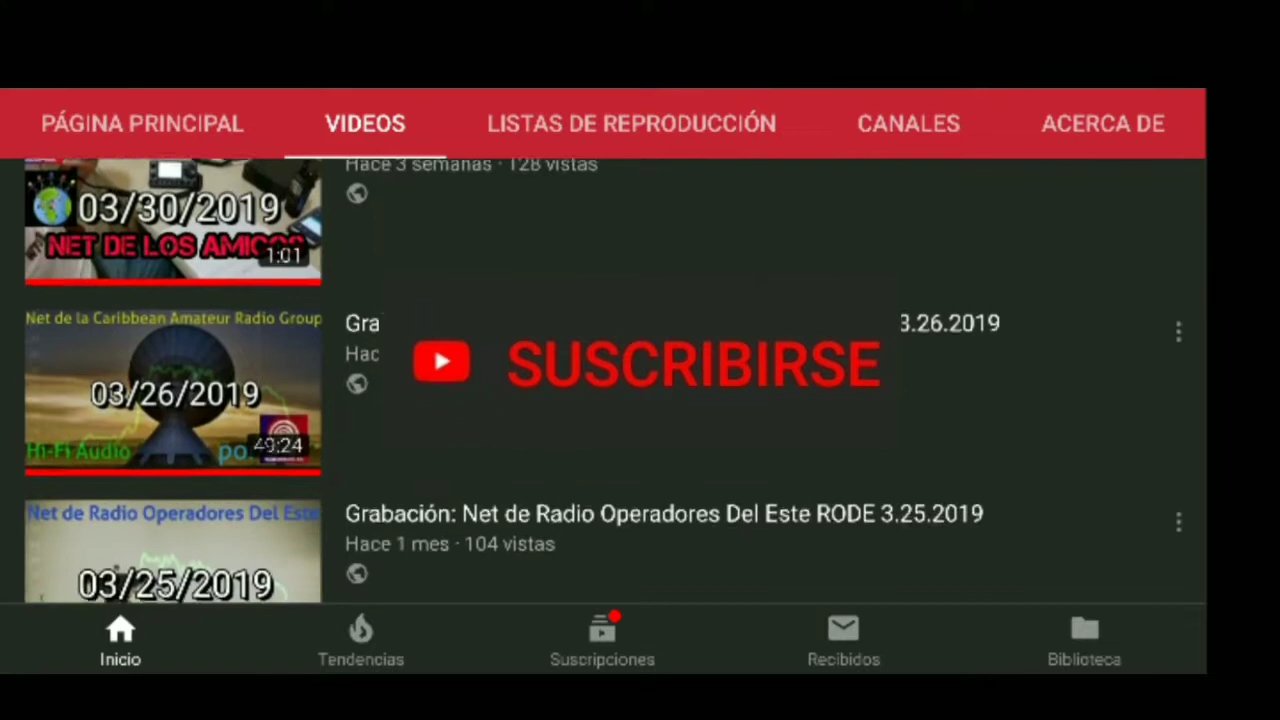 PÁGINA PRINCIPAL VIDEOS LISTAS DE REPRODUCCIÓN CANALES ACERCA DE
Hace 3 semanas · 128 vistas
03/30/2019
NET DE LOS AMIGOS
1:01
Net de la Caribbean Amateur Radio Group
03/26/2019
Hi-Fi Audio
po.
49:24
Gra
3.26.2019
Hac
SUSCRIBIRSE
Net de Radio Operadores Del Este
03/25/2019
Grabación: Net de Radio Operadores Del Este RODE 3.25.2019
Hace 1 mes · 104 vistas
Inicio Tendencias Suscripciones Recibidos Biblioteca